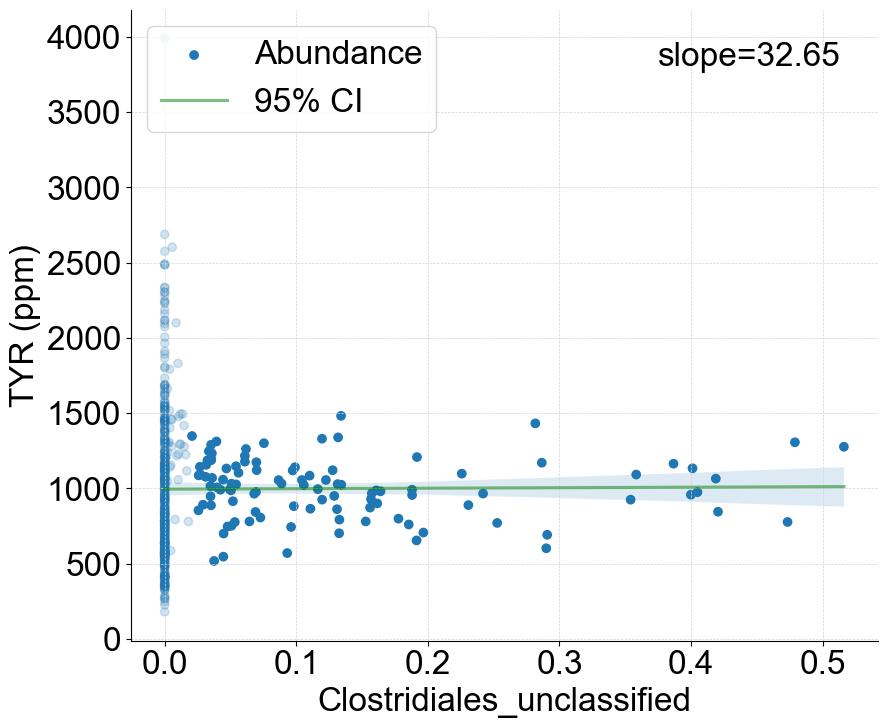 4000
3500
3000
2500
2000
1500
1000
500
0
TYR (ppm)
Abundance
95% CI
slope=32.65
0.0 0.1 0.2 0.3 0.4 0.5
Clostridiales_unclassified